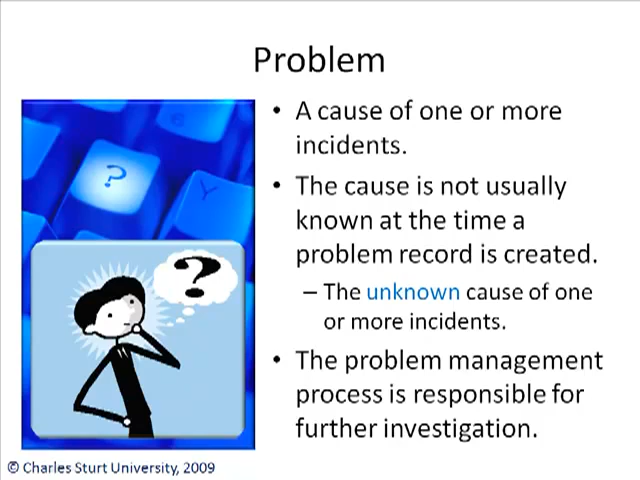 Problem
• A cause of one or more
incidents.
• The cause is not usually
known at the time a
problem record is created.
– The unknown cause of one
or more incidents.
• The problem management
process is responsible for
further investigation.
?
Y
?
© Charles Sturt University, 2009